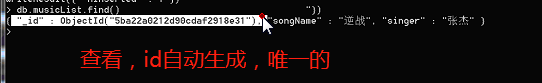 > db.musicList.find() "})
{ "_id" : ObjectId("5ba22a0212d90cdaf2918e31"), "songName" : "逆战", "singer" : "张杰" }
>
查看，id自动生成，唯一的